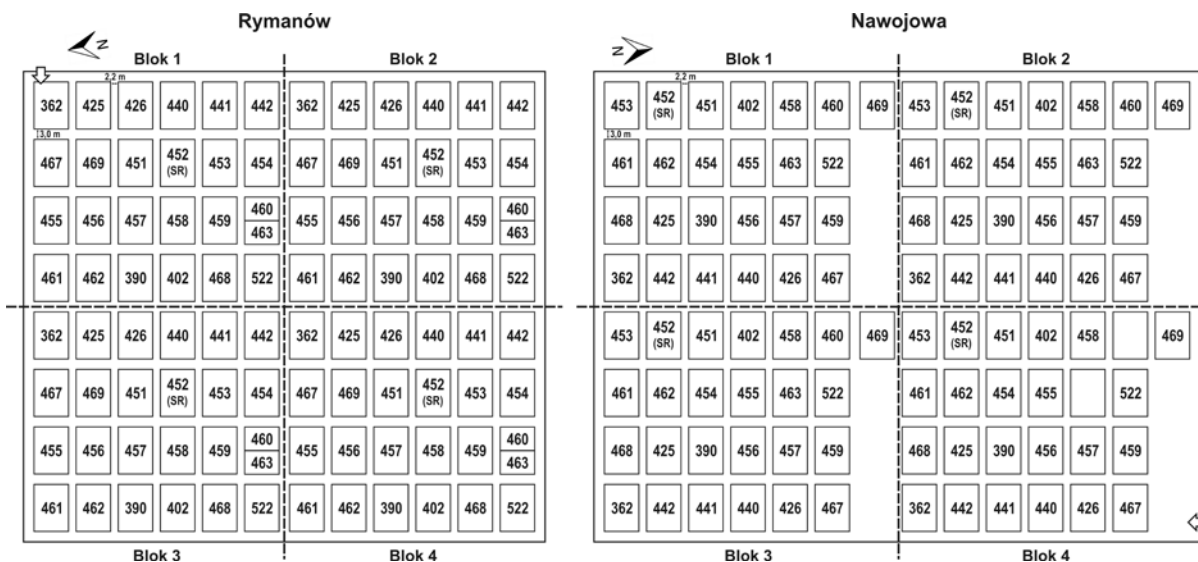 Rymanów
N
Blok 1 Blok 2
2,2 m
362 425 426 440 441 442 362 425 426 440 441 442
3,0 m
467 469 451 452 (SR) 453 454 467 469 451 452 (SR) 453 454
455 456 457 458 459 460 463 455 456 457 458 459 460 463
461 462 390 402 468 522 461 462 390 402 468 522
362 425 426 440 441 442 362 425 426 440 441 442
467 469 451 452 (SR) 453 454 467 469 451 452 (SR) 453 454
455 456 457 458 459 460 463 455 456 457 458 459 460 463
461 462 390 402 468 522 461 462 390 402 468 522
Blok 3 Blok 4
Nawojowa
N
Blok 1 Blok 2
2,2 m
453 452 (SR) 451 402 458 460 469 453 452 (SR) 451 402 458 460 469
3,0 m
461 462 454 455 463 522 461 462 454 455 463 522
468 425 390 456 457 459 468 425 390 456 457 459
362 442 441 440 426 467 362 442 441 440 426 467
453 452 (SR) 451 402 458 460 469 453 452 (SR) 451 402 458 469
461 462 454 455 463 522 461 462 454 455 522
468 425 390 456 457 459 468 425 390 456 457 459
362 442 441 440 426 467 362 442 441 440 426 467
Blok 3 Blok 4